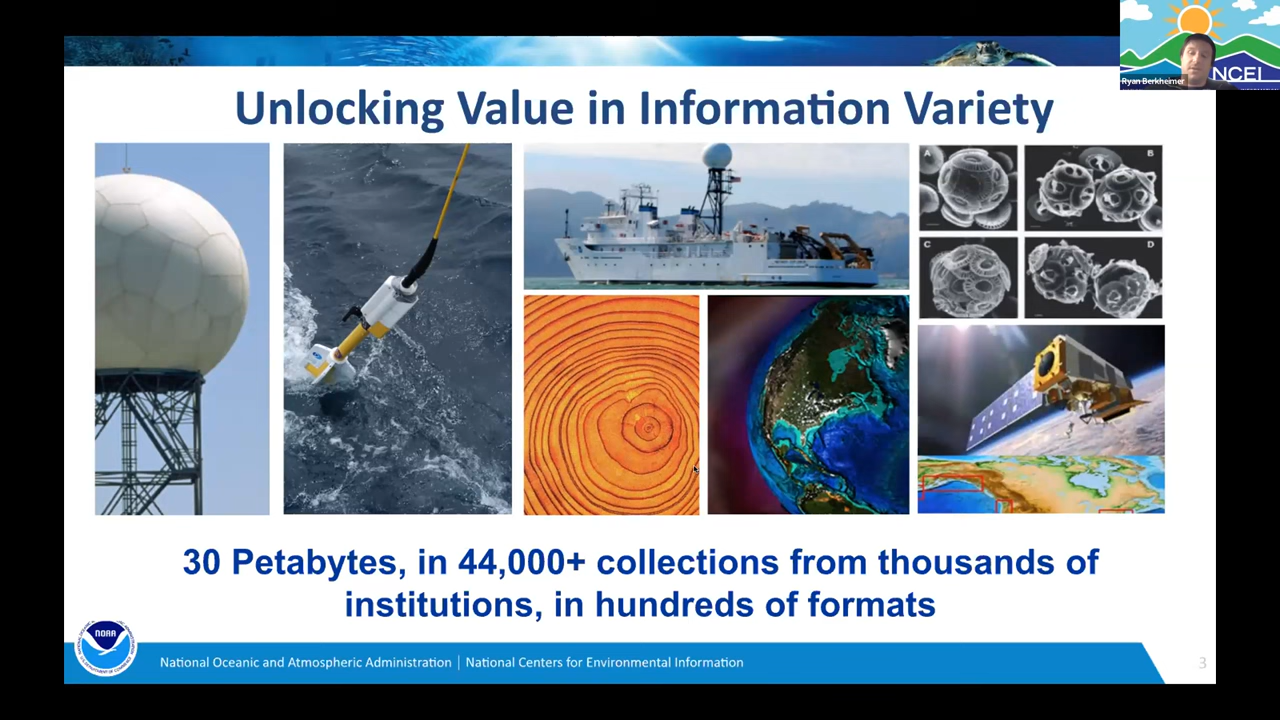 Ryan Berkheimer
NCEI
Unlocking Value in Information Variety
A
B
C
D
30 Petabytes, in 44,000+ collections from thousands of
institutions, in hundreds of formats
NOAA
National Oceanic and Atmospheric Administration | National Centers for Environmental Information
3